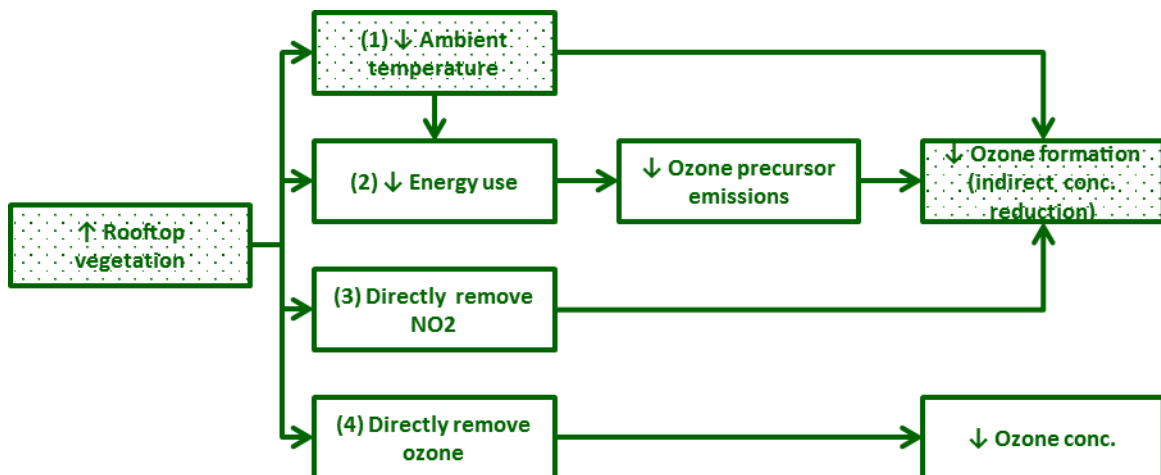 (1) ↓ Ambient
temperature
(2) ↓ Energy use
↓ Ozone precursor
emissions
↓ Ozone formation
(indirect conc.
reduction)
↑ Rooftop
vegetation
(3) Directly remove
NO2
(4) Directly remove
ozone
↓ Ozone conc.